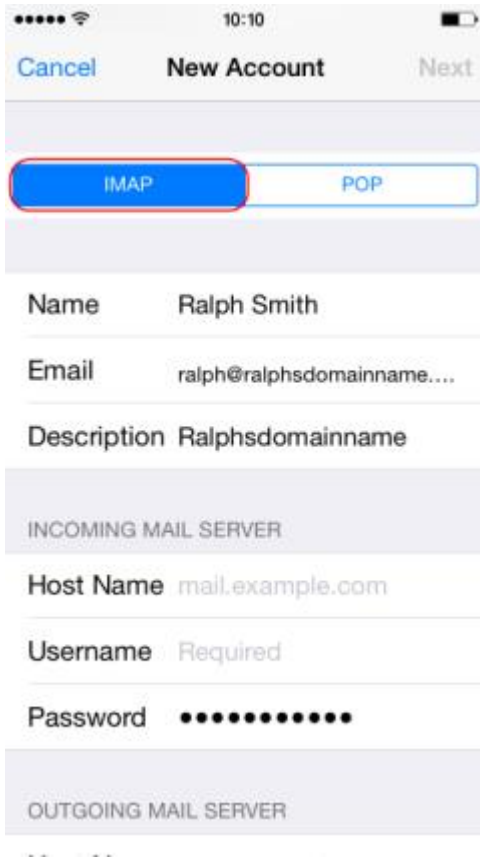 10:10
Cancel New Account Next
IMAP POP
Name Ralph Smith
Email ralph@ralphsdomainname....
Description Ralphsdomainname
INCOMING MAIL SERVER
Host Name mail.example.com
Username Required
Password ●●●●●●●●●●●
OUTGOING MAIL SERVER